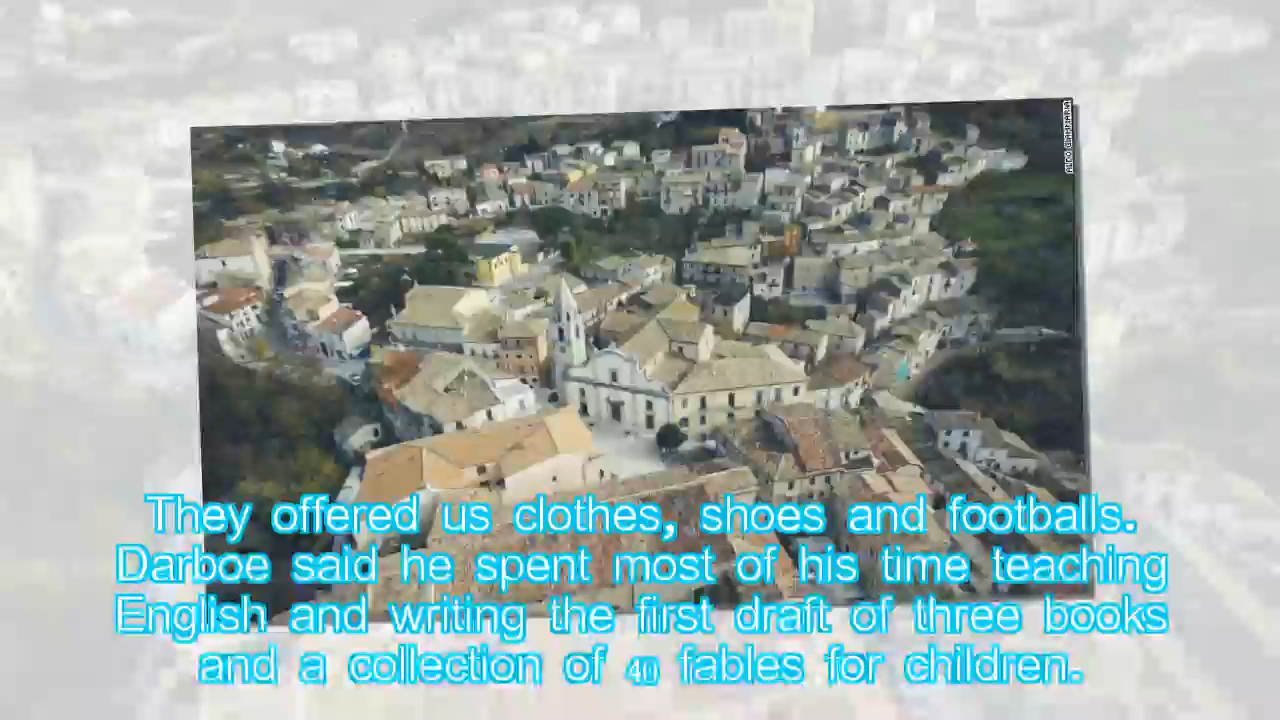 They offered us clothes, shoes and footballs.
Darboe said he spent most of his time teaching
English and writing the first draft of three books
and a collection of 40 fables for children.